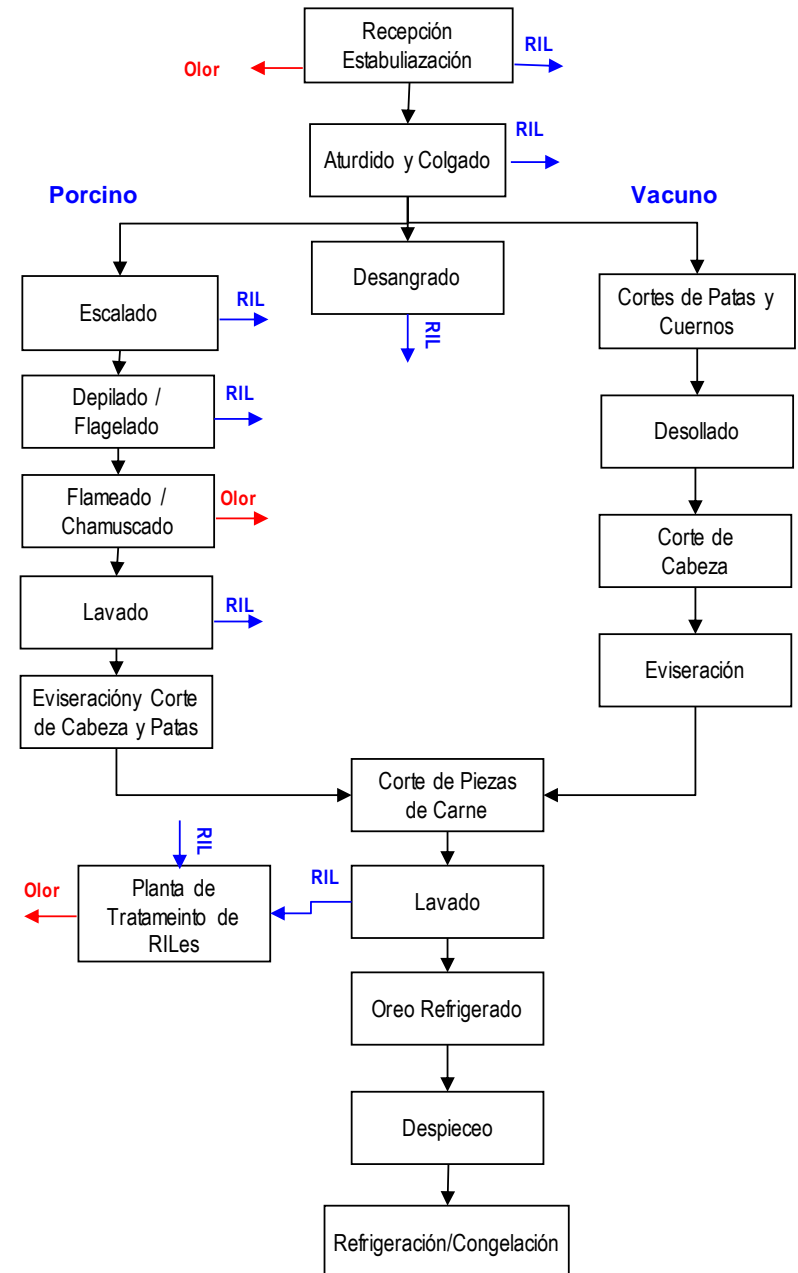 Recepción
Estabuliazación
RIL
Olor
Aturdido y Colgado
RIL
Porcino
Vacuno
Escalado
RIL
Desangrado
RIL
Cortes de Patas y
Cuernos
Depilado /
Flagelado
RIL
Desollado
Flameado /
Chamuscado
Olor
Corte de
Cabeza
Lavado
RIL
Eviseración
Eviseracióny Corte
de Cabeza y Patas
Corte de Piezas
de Carne
RIL
Olor
Planta de
Tratameinto de
RILes
RIL
Lavado
Oreo Refrigerado
Despieceo
Refrigeración/Congelación